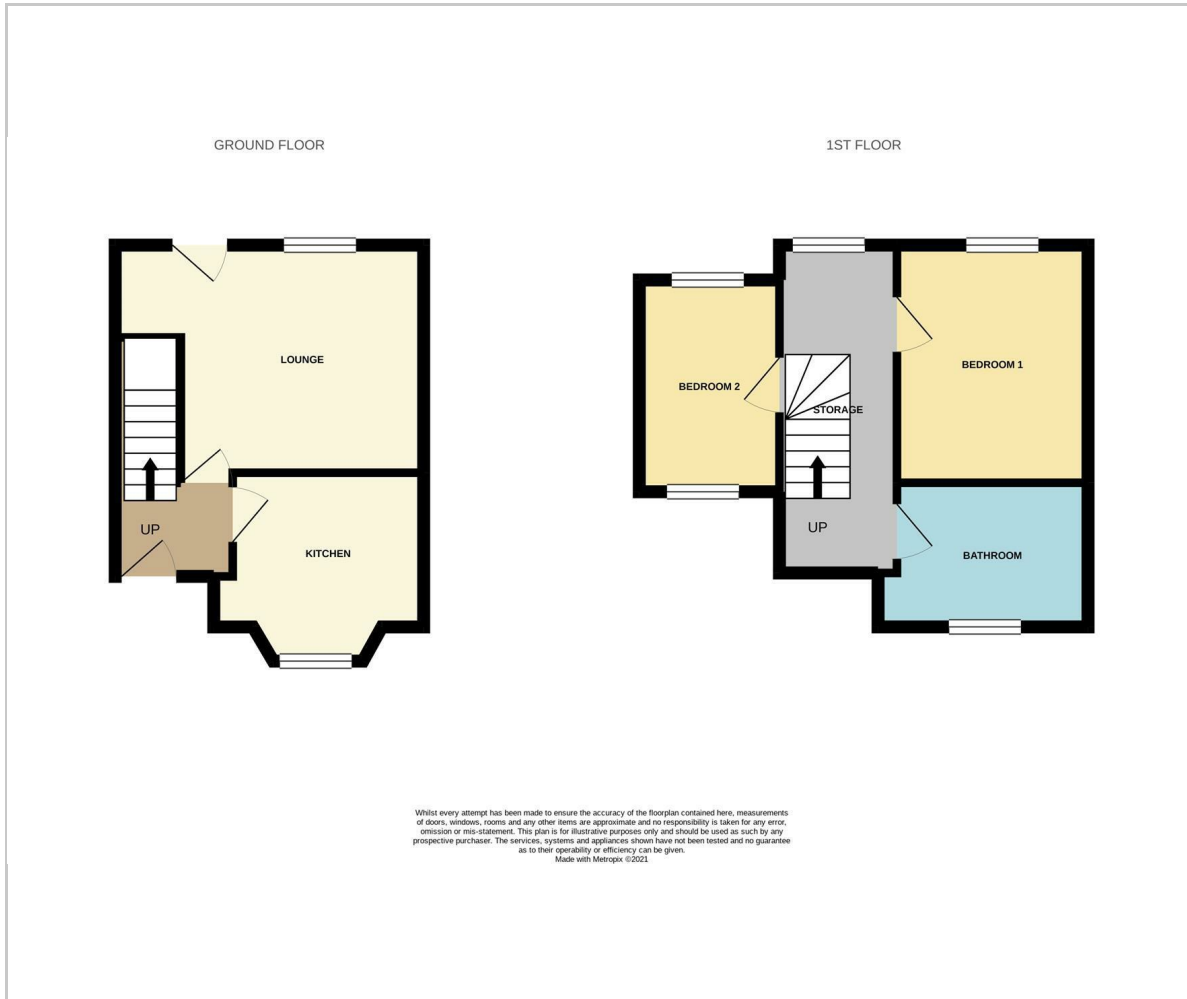 GROUND FLOOR
1ST FLOOR
LOUNGE
UP
KITCHEN
BEDROOM 2
STORAGE
UP
BEDROOM 1
BATHROOM
Whilst every attempt has been made to ensure the accuracy of the floorplan contained here, measurements
of doors, windows, rooms and any other items are approximate and no responsibility is taken for any error,
omission or mis-statement. This plan is for illustrative purposes only and should be used as such by any
prospective purchaser. The services, systems and appliances shown have not been tested and no guarantee
as to their operability or efficiency can be given.
Made with Metropix ©2021